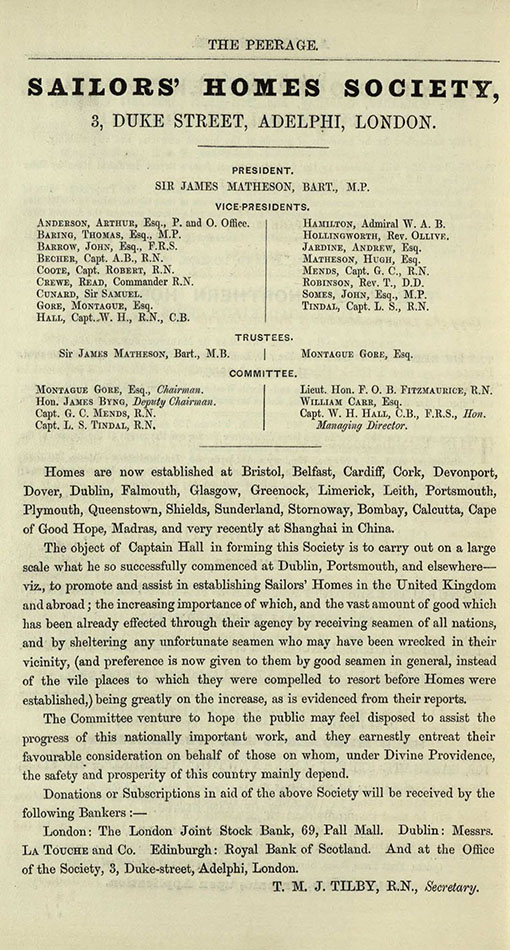 THE PEERAGE.
SAILORS' HOMES SOCIETY,
3, DUKE STREET, ADELPHI, LONDON.
PRESIDENT.
SIR JAMES MATHESON, BART., M.P.
VICE-PRESIDENTS.
ANDERSON, ARTHUR, Esq., P. and O. Office.
BARING, THOMAS, Esq., M.P.
BARROW, JOHN, Esq., F.R.S.
BECHER, Capt. A.B., R.N.
COOTE, Capt. ROBERT, R.N.
CREWE, READ, Commander R.N.
CUNARD, Sir SAMUEL.
GORE, MONTAGUE, Esq.
HALL, Capt. W. H., R.N., C.B.
HAMILTON, Admiral W. A. B.
HOLLINGWORTH, Rev. OLLIVE.
JARDINE, ANDREW, Esq.
MATHESON, HUGH, Esq.
MENDS, Capt. G. C., R.N.
ROBINSON, Rev. T., D.D.
SOMES, JOHN, Esq., M.P.
TINDAL, Capt. L. S., R.N.
TRUSTEES.
Sir JAMES MATHESON, Bart., M.B.
MONTAGUE GORE, Esq.
COMMITTEE.
MONTAGUE GORE, Esq., Chairman.
Hon. JAMES BYNG, Deputy Chairman.
Capt. G. C. MENDS, R.N.
Capt. L. S. TINDAL, R.N.
Lieut. Hon. F. O. B. FITZMAURICE, R.N.
WILLIAM CARR, Esq.
Capt. W. H. HALL, C.B., F.R.S., Hon.
Managing Director.
Homes are now established at Bristol, Belfast, Cardiff, Cork, Devonport,
Dover, Dublin, Falmouth, Glasgow, Greenock, Limerick, Leith, Portsmouth,
Plymouth, Queenstown, Shields, Sunderland, Stornoway, Bombay, Calcutta, Cape
of Good Hope, Madras, and very recently at Shanghai in China.
The object of Captain Hall in forming this Society is to carry out on a large
scale what he so successfully commenced at Dublin, Portsmouth, and elsewhere—
viz., to promote and assist in establishing Sailors' Homes in the United Kingdom
and abroad; the increasing importance of which, and the vast amount of good which
has been already effected through their agency by receiving seamen of all nations,
and by sheltering any unfortunate seamen who may have been wrecked in their
vicinity, (and preference is now given to them by good seamen in general, instead
of the vile places to which they were compelled to resort before Homes were
established,) being greatly on the increase, as is evidenced from their reports.
The Committee venture to hope the public may feel disposed to assist the
progress of this nationally important work, and they earnestly entreat their
favourable consideration on behalf of those on whom, under Divine Providence,
the safety and prosperity of this country mainly depend.
Donations or Subscriptions in aid of the above Society will be received by the
following Bankers:—
London: The London Joint Stock Bank, 69, Pall Mall. Dublin: Messrs.
LA TOUCHE and Co. Edinburgh: Royal Bank of Scotland. And at the Office
of the Society, 3, Duke-street, Adelphi, London.
T. M. J. TILBY, R.N., Secretary.